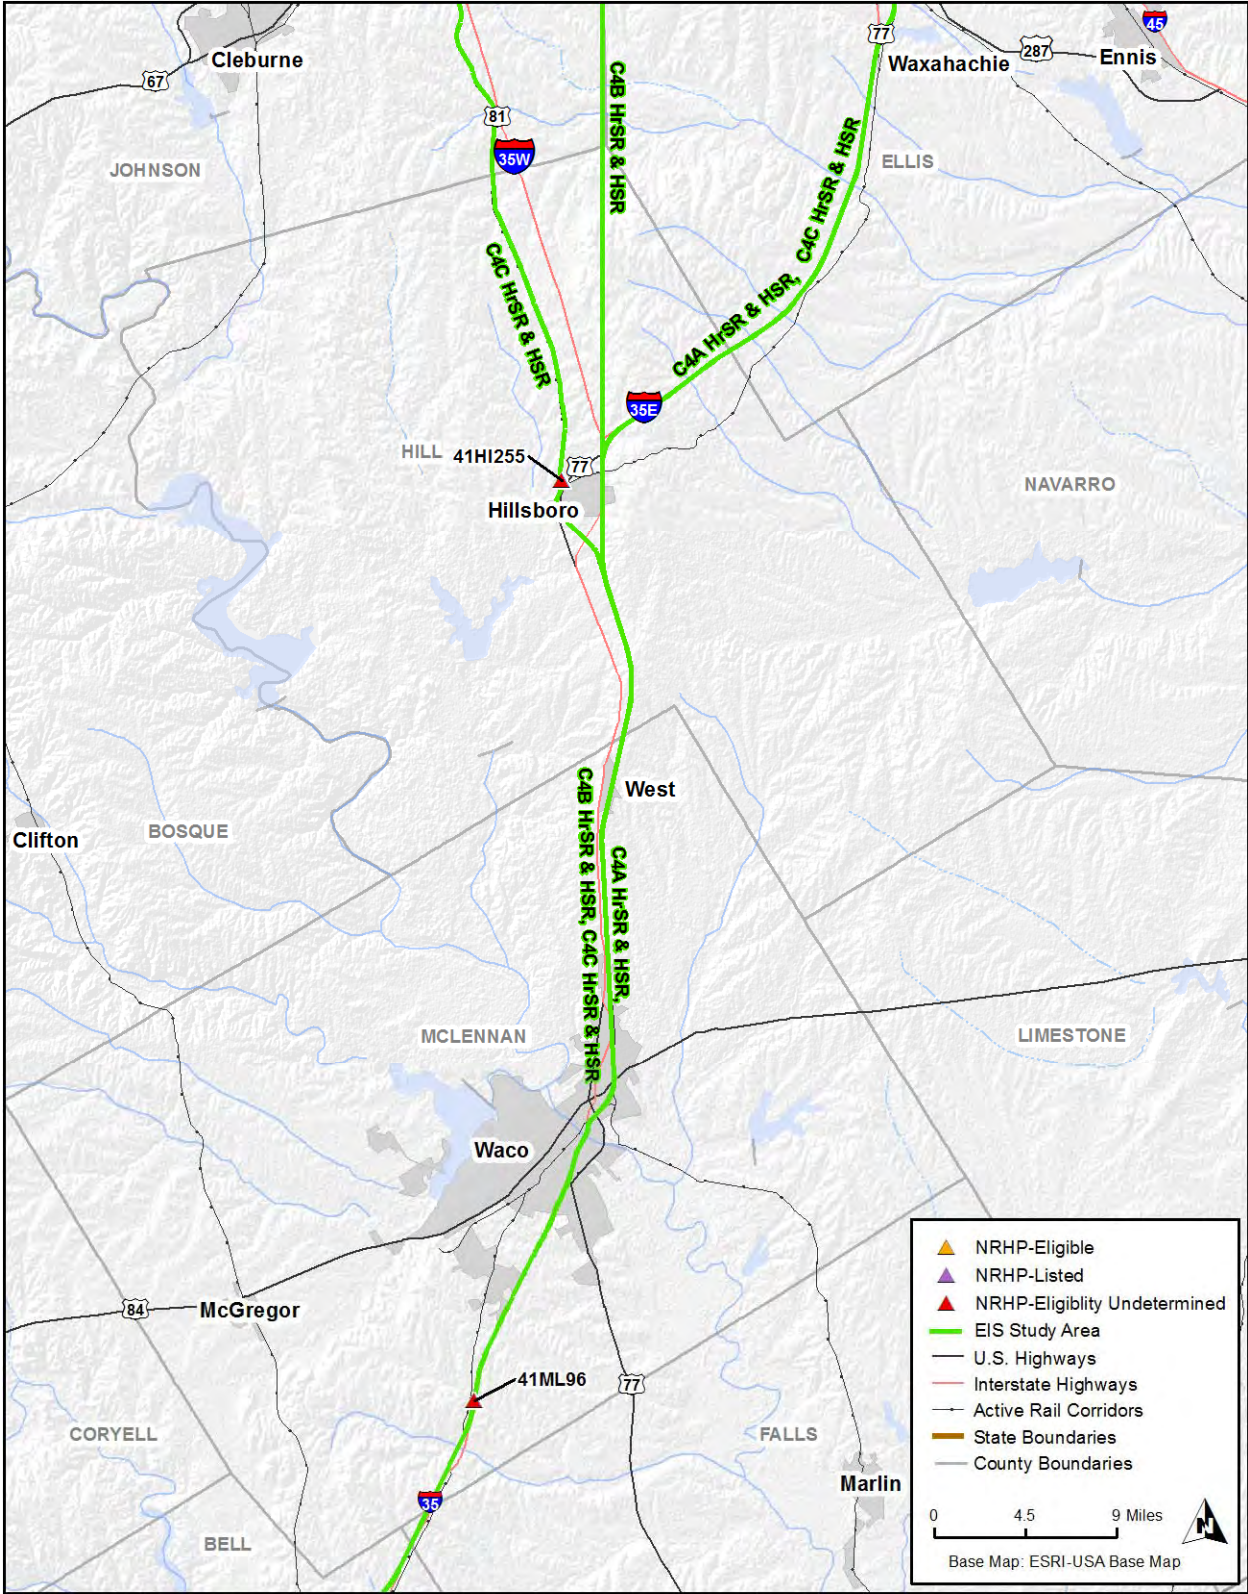 45
77
Cleburne
Waxahachie
287
Ennis
67
C4B HrSR & HSR
81
35W
JOHNSON
ELLIS
C4C HrSR & HSR
C4A HrSR & HSR, C4C HrSR & HSR
35E
HILL
41HI255
77
NAVARRO
Hillsboro
West
C4B HrSR & HSR, C4C HrSR & HSR
C4A HrSR & HSR,
BOSQUE
Clifton
MCLENNAN
LIMESTONE
Waco
84
McGregor
41ML96
77
CORYELL
FALLS
Marlin
35
BELL
NRHP-Eligible
NRHP-Listed
NRHP-Eligiblity Undetermined
EIS Study Area
U.S. Highways
Interstate Highways
Active Rail Corridors
State Boundaries
County Boundaries
0 4.5 9 Miles
N
Base Map: ESRI-USA Base Map